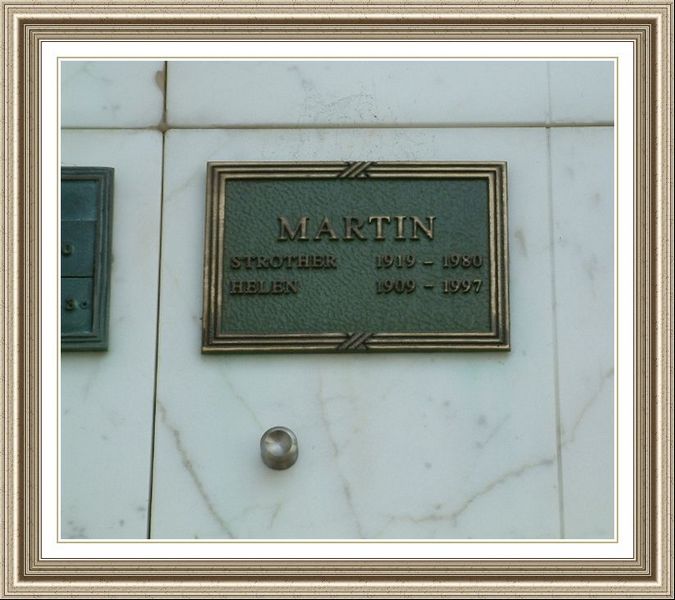 MARTIN
STROTHER 1919 – 1980
HELEN 1909 – 1997